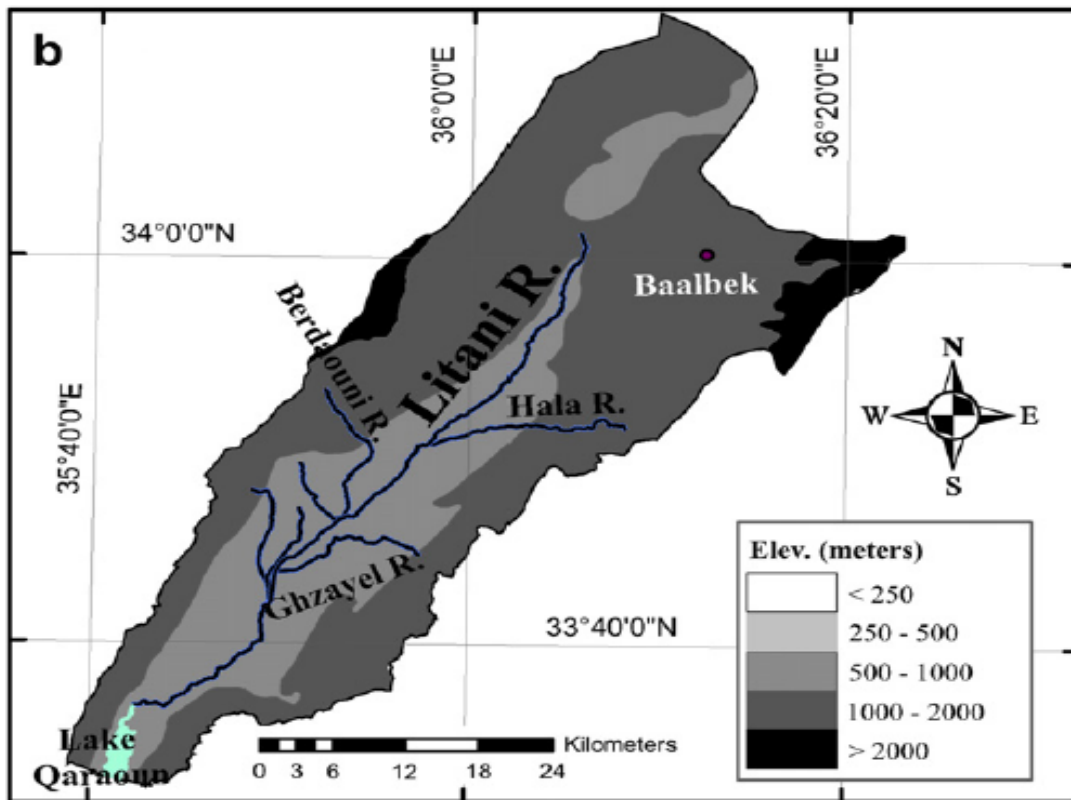 b
36°0'0"E
36°20'0"E
34°0'0"N
Baalbek
Litani R.
Berdaouni R.
Hala R.
35°40'0"E
N
W
E
S
Ghzayel R.
33°40'0"N
Elev. (meters)
< 250
250 - 500
500 - 1000
1000 - 2000
> 2000
Lake
Qaraoun
Kilometers
0 3 6 12 18 24